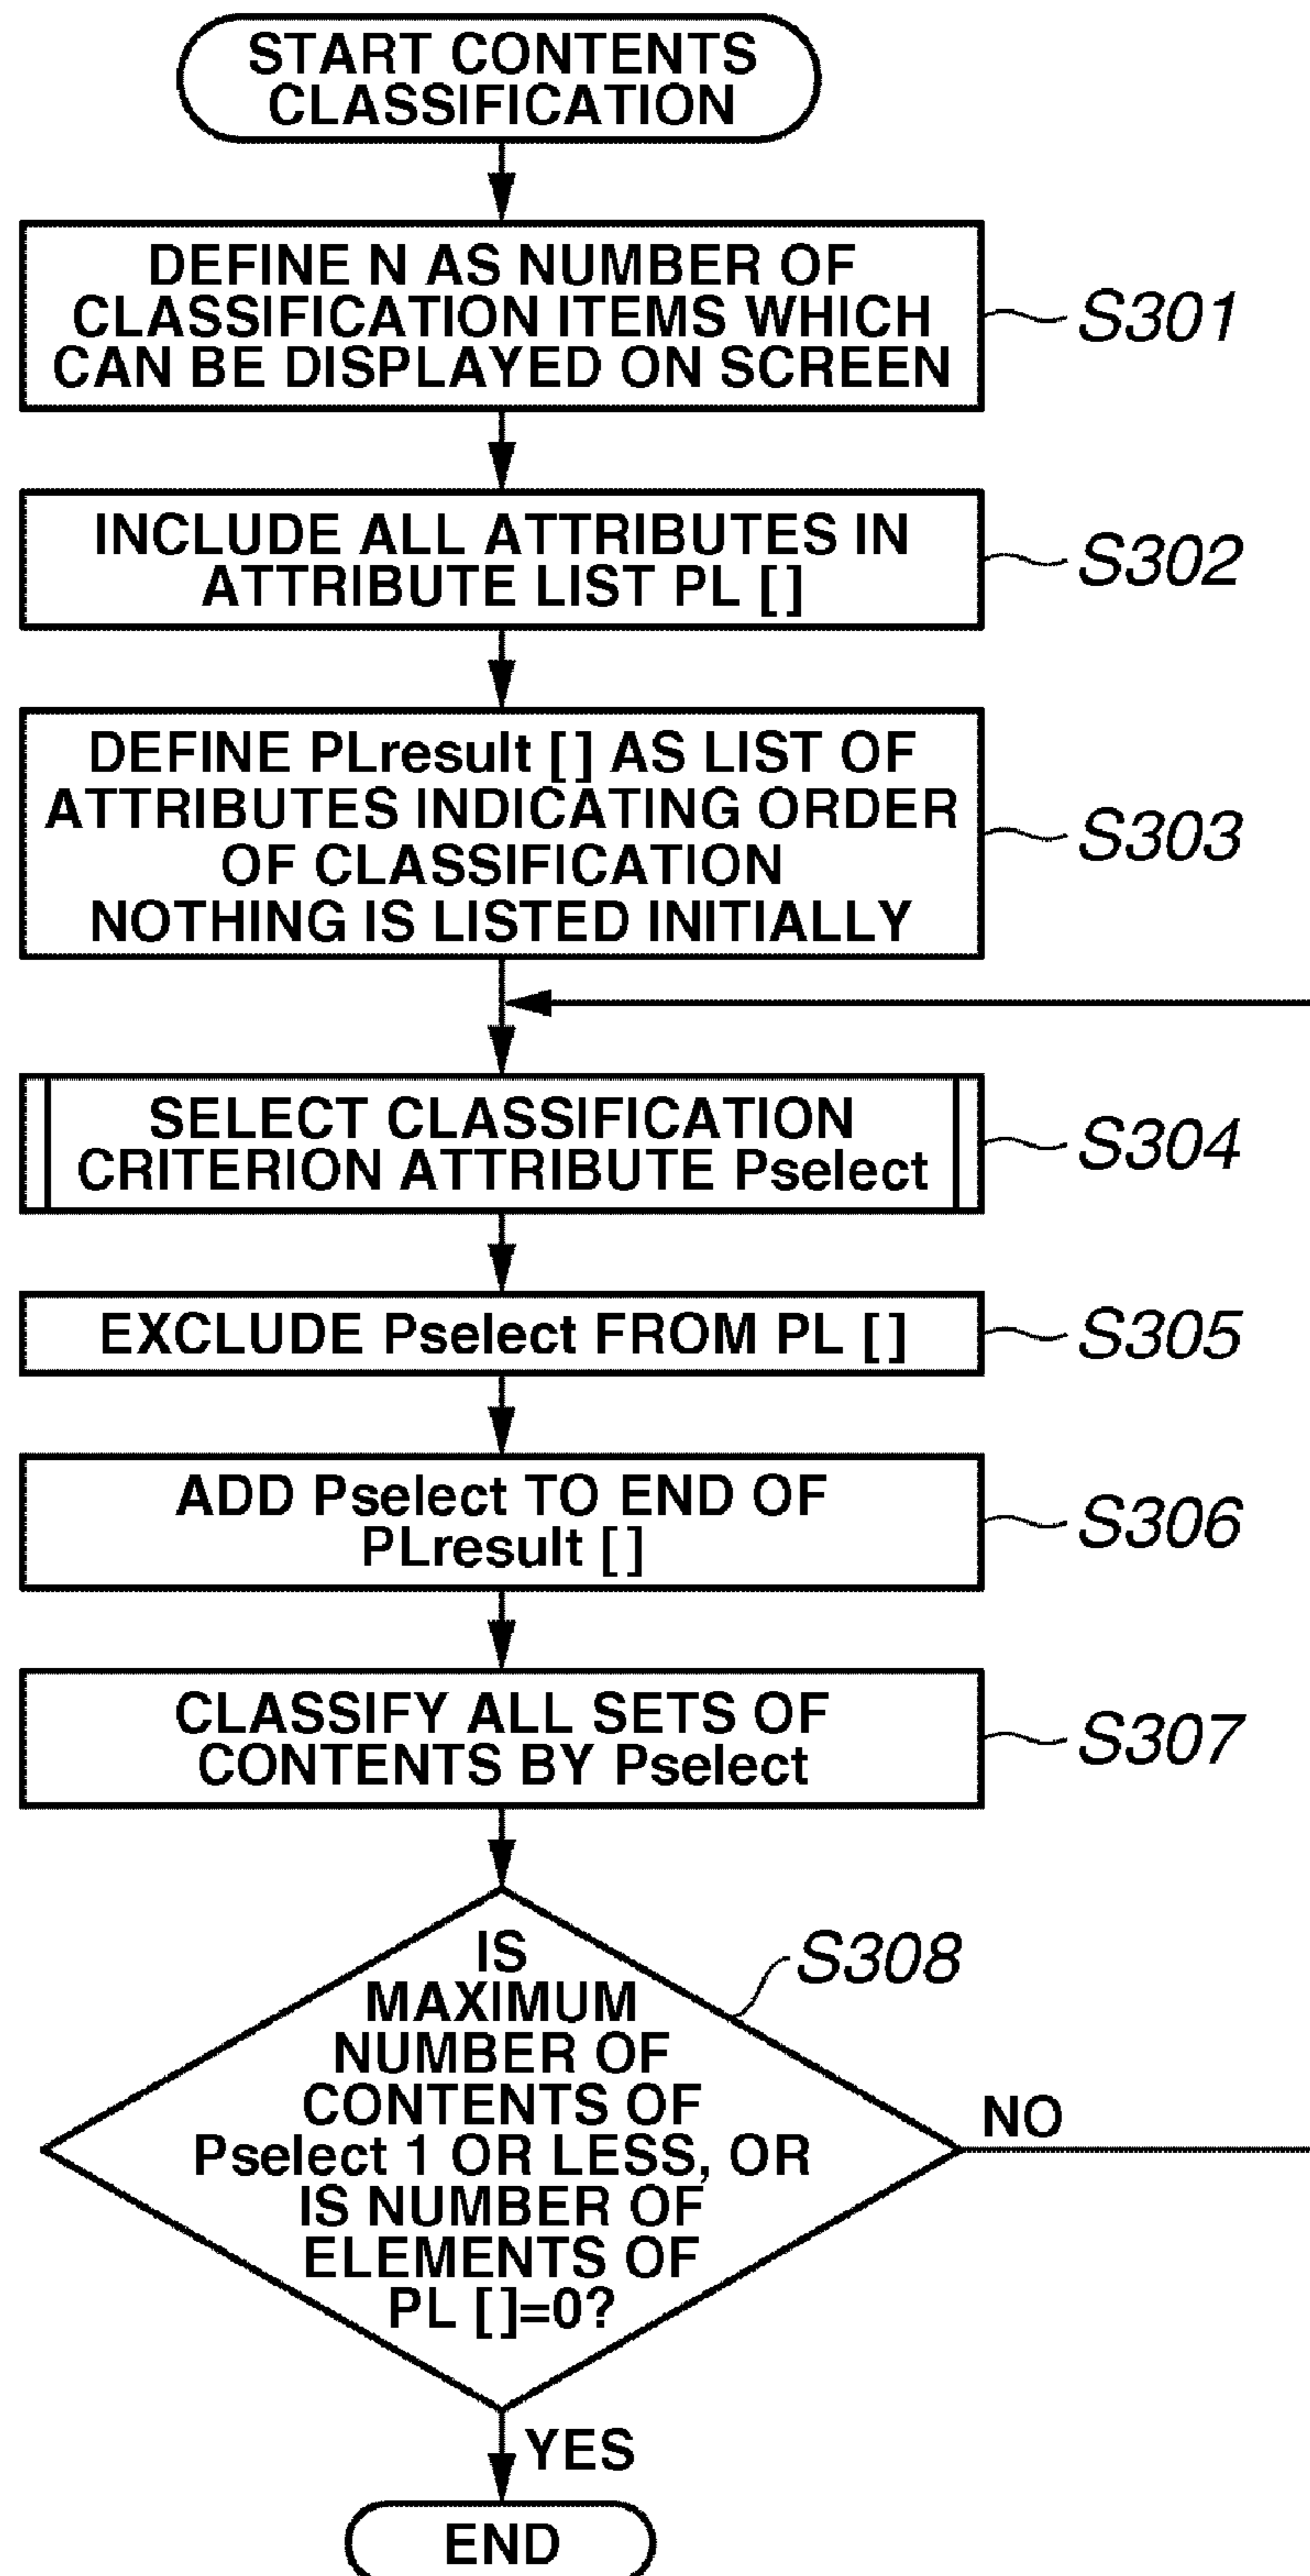 START CONTENTS
CLASSIFICATION
DEFINE N AS NUMBER OF
CLASSIFICATION ITEMS WHICH
CAN BE DISPLAYED ON SCREEN
S301
INCLUDE ALL ATTRIBUTES IN
ATTRIBUTE LIST PL [ ]
S302
DEFINE PLresult [ ] AS LIST OF
ATTRIBUTES INDICATING ORDER
OF CLASSIFICATION
NOTHING IS LISTED INITIALLY
S303
SELECT CLASSIFICATION
CRITERION ATTRIBUTE Pselect
S304
EXCLUDE Pselect FROM PL [ ]
S305
ADD Pselect TO END OF
PLresult [ ]
S306
CLASSIFY ALL SETS OF
CONTENTS BY Pselect
S307
IS
MAXIMUM
NUMBER OF
CONTENTS OF
Pselect 1 OR LESS, OR
IS NUMBER OF
ELEMENTS OF
PL [ ]=0?
S308
NO
YES
END